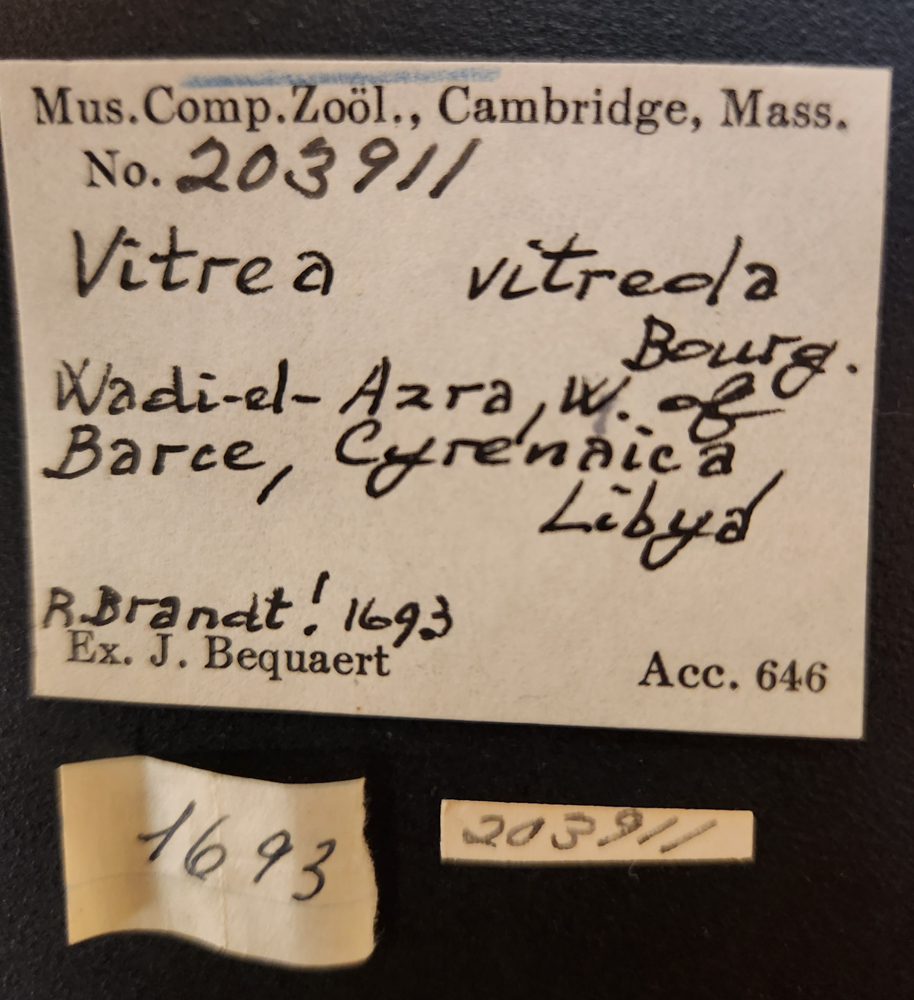 Mus.Comp.Zoöl., Cambridge, Mass.
No. 203911
Vitrea vitreola
Bourg.
Wadi-el-Azra, W. of
Barce, Cyrenaica
Libya
R.Brandt! 1693
Ex. J. Bequaert Acc. 646
1693
203911